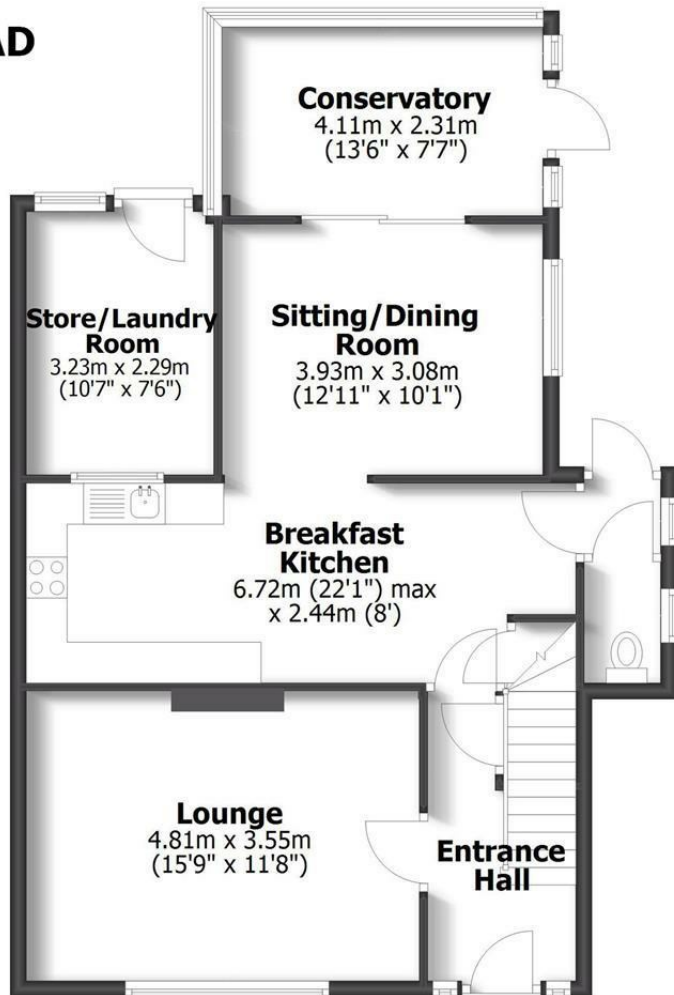 AD
Conservatory
4.11m x 2.31m
(13'6" x 7'7")
Store/Laundry
Room
3.23m x 2.29m
(10'7" x 7'6")
Sitting/Dining
Room
3.93m x 3.08m
(12'11" x 10'1")
Breakfast
Kitchen
6.72m (22'1") max
x 2.44m (8')
Lounge
4.81m x 3.55m
(15'9" x 11'8")
Entrance
Hall